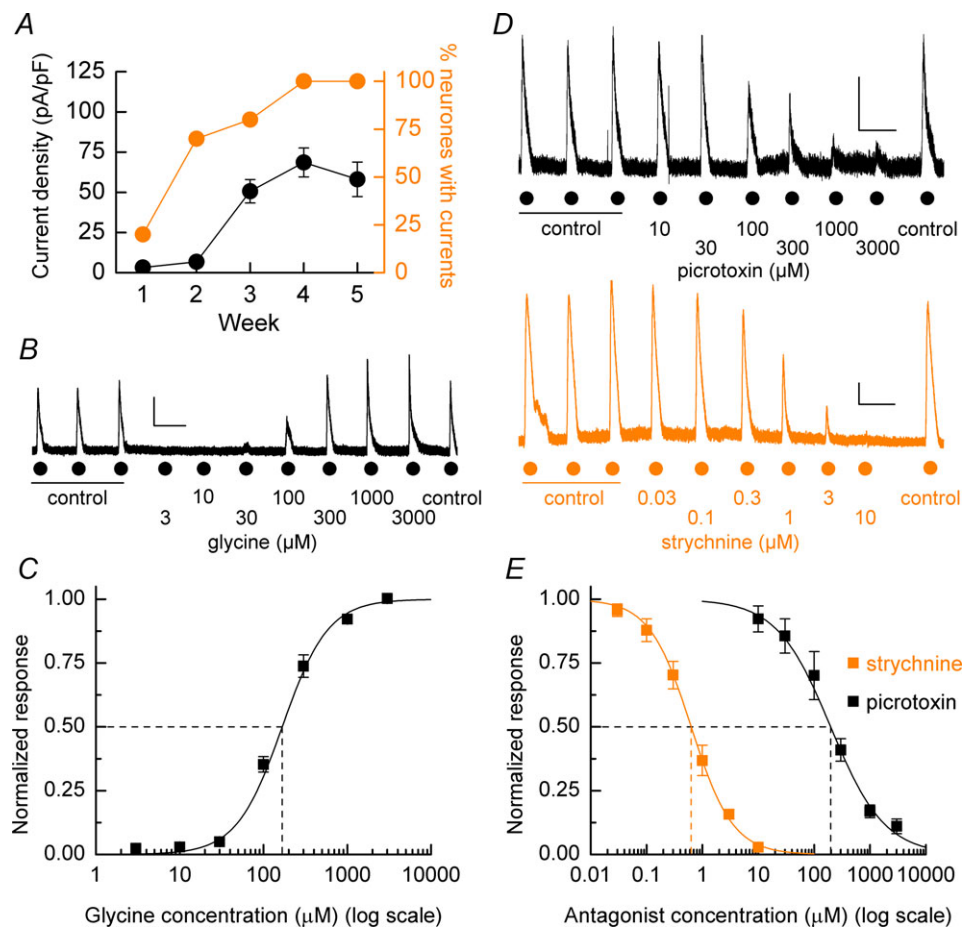 A
Current density (pA/pF)
125
100
75
50
25
0
% neurones with currents
100
75
50
25
0
1 2 3 4 5
Week
B
control
3
10
30
100
300
1000
3000
control
glycine (µM)
C
Normalized response
1.00
0.75
0.50
0.25
0.00
1 10 100 1000 10000
Glycine concentration (µM) (log scale)
D
control
10
30
100
300
1000
3000
control
picrotoxin (µM)
control
0.03
0.1
0.3
1
3
10
control
strychnine (µM)
E
Normalized response
1.00
0.75
0.50
0.25
0.00
strychnine
picrotoxin
0.01 0.1 1 10 100 1000 10000
Antagonist concentration (µM) (log scale)